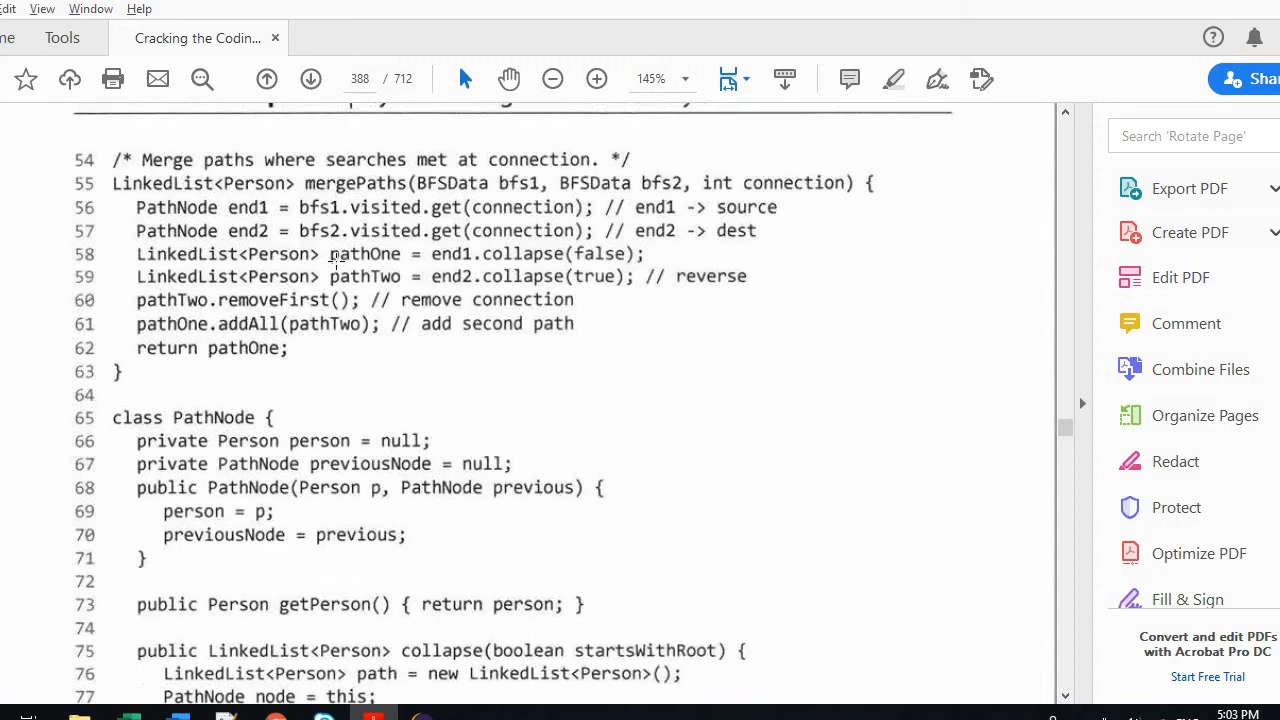 Edit View Window Help
me Tools Cracking the Codin... ×
388 / 712 145% Shar
54 /* Merge paths where searches met at connection. */
55 LinkedList<Person> mergePaths(BFSData bfs1, BFSData bfs2, int connection) {
56 PathNode end1 = bfs1.visited.get(connection); // end1 -> source
57 PathNode end2 = bfs2.visited.get(connection); // end2 -> dest
58 LinkedList<Person> pathOne = end1.collapse(false);
59 LinkedList<Person> pathTwo = end2.collapse(true); // reverse
60 pathTwo.removeFirst(); // remove connection
61 pathOne.addAll(pathTwo); // add second path
62 return pathOne;
63 }
64
65 class PathNode {
66 private Person person = null;
67 private PathNode previousNode = null;
68 public PathNode(Person p, PathNode previous) {
69 person = p;
70 previousNode = previous;
71 }
72
73 public Person getPerson() { return person; }
74
75 public LinkedList<Person> collapse(boolean startsWithRoot) {
76 LinkedList<Person> path = new LinkedList<Person>();
77 PathNode node = this;
Search 'Rotate Page'
Export PDF
Create PDF
Edit PDF
Comment
Combine Files
Organize Pages
Redact
Protect
Optimize PDF
Fill & Sign
Convert and edit PDFs
with Acrobat Pro DC
Start Free Trial
5:03 PM